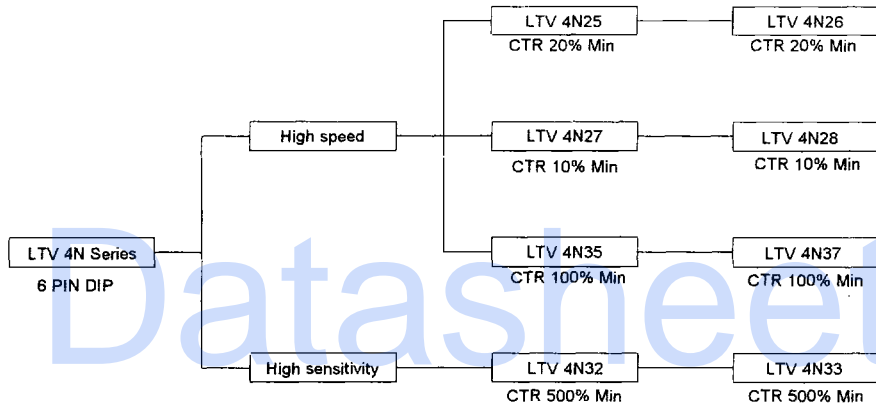 LTV 4N25
LTV 4N26
CTR 20% Min
CTR 20% Min
High speed
LTV 4N27
LTV 4N28
CTR 10% Min
CTR 10% Min
LTV 4N Series
6 PIN DIP
LTV 4N35
LTV 4N37
CTR 100% Min
CTR 100% Min
Datasheet
High sensitivity
LTV 4N32
LTV 4N33
CTR 500% Min
CTR 500% Min